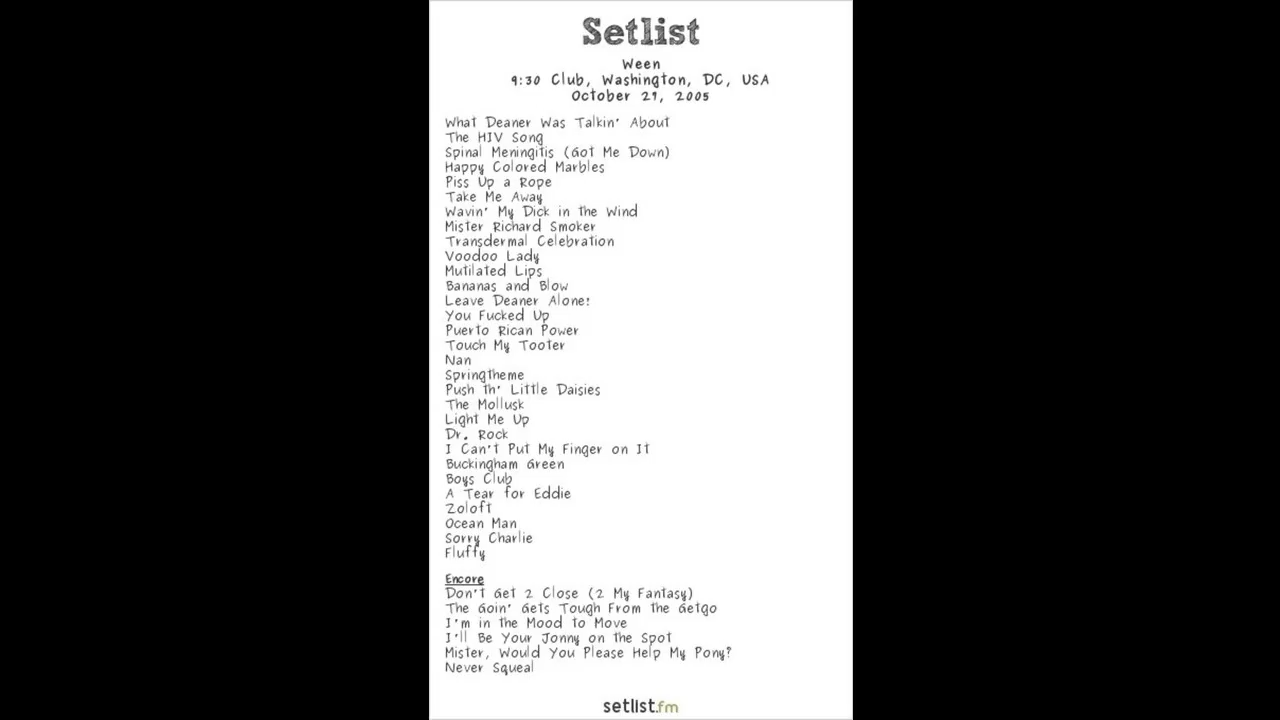 Setlist
Ween
9:30 Club, Washington, DC, USA
October 29, 2005
What Deaner Was Talkin' About
The HIV Song
Spinal Meningitis (Got Me Down)
Happy Colored Marbles
Piss Up a Rope
Take Me Away
Wavin' My Dick in the Wind
Mister Richard Smoker
Transdermal Celebration
Voodoo Lady
Mutilated Lips
Bananas and Blow
Leave Deaner Alone!
You Fucked Up
Puerto Rican Power
Touch My Tooter
Nan
Springtheme
Push th' Little Daisies
The Mollusk
Light Me Up
Dr. Rock
I Can't Put My Finger on It
Buckingham Green
Boys Club
A Tear for Eddie
Zoloft
Ocean Man
Sorry Charlie
Fluffy
Encore
Don't Get 2 Close (2 My Fantasy)
The Goin' Gets Tough From the Getgo
I'm in the Mood to Move
I'll Be Your Jonny on the Spot
Mister, Would You Please Help My Pony?
Never Squeal
setlist.fm